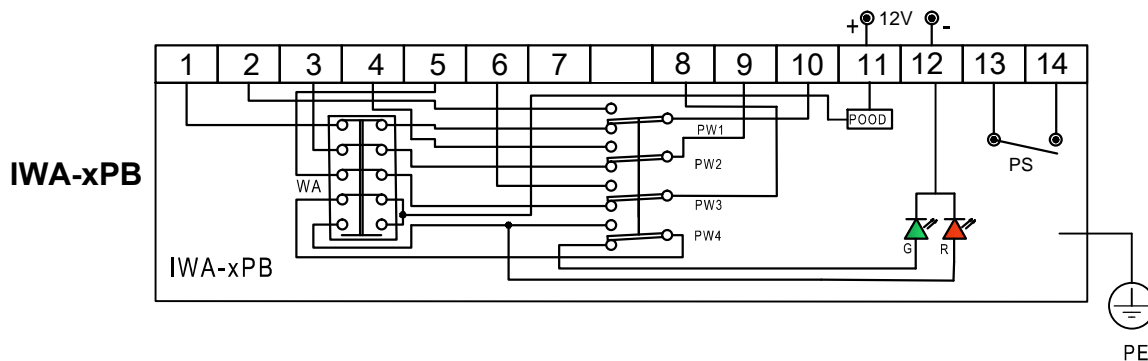 + 12V -
1 2 3 4 5 6 7 8 9 10 11 12 13 14
POOD
PW1
PW2
PS
IWA-xPB
WA
PW3
PW4
G R
IWA-xPB
PE